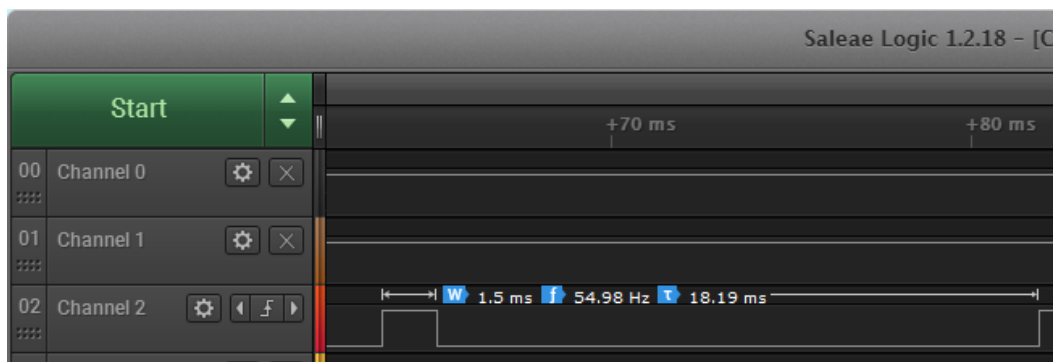 Saleae Logic 1.2.18 - [C
Start
+70 ms
+80 ms
00 Channel 0
01 Channel 1
02 Channel 2
W 1.5 ms f 54.98 Hz T 18.19 ms